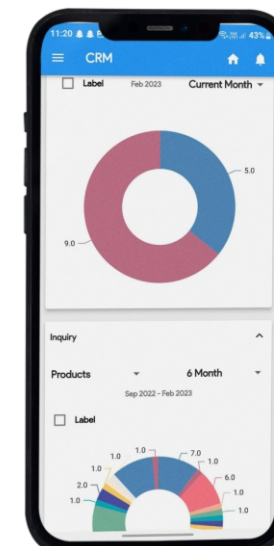 11:20 43%
CRM
Label Feb 2023 Current Month
5.0
9.0
Inquiry
Products 6 Month
Sep 2022 - Feb 2023
Label
1.0 7.0
1.0 1.0
1.0 6.0
2.0 1.0
1.0 1.0